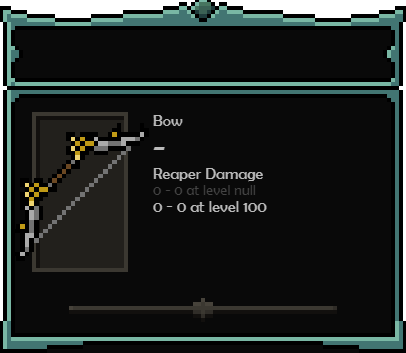 Bow
–
Reaper Damage
0 - 0 at level null
0 - 0 at level 100